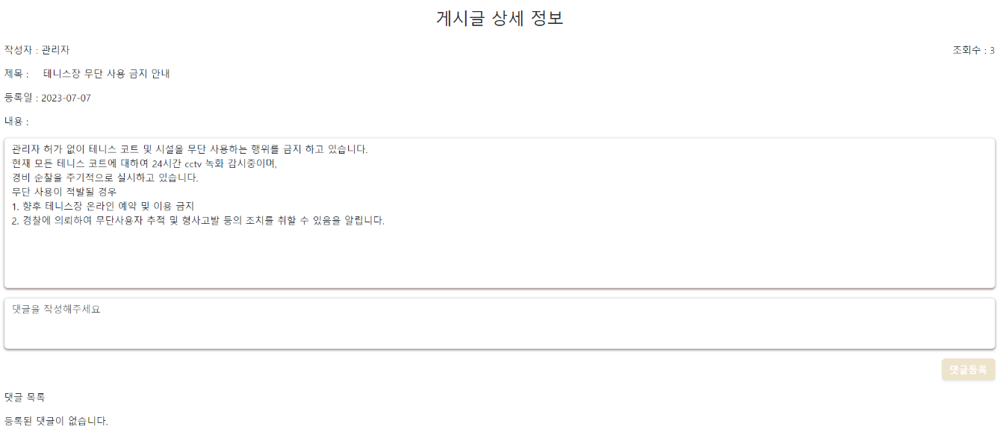 게시글 상세 정보
작성자 : 관리자
조회수 : 3
제목 : 테니스장 무단 사용 금지 안내
등록일 : 2023-07-07
내용 :
관리자 허가 없이 테니스 코트 및 시설을 무단 사용하는 행위를 금지 하고 있습니다.
현재 모든 테니스 코트에 대하여 24시간 cctv 녹화 감시중이며,
경비 순찰을 주기적으로 실시하고 있습니다.
무단 사용이 적발될 경우
1. 향후 테니스장 온라인 예약 및 이용 금지
2. 경찰에 의뢰하여 무단사용자 추적 및 형사고발 등의 조치를 취할 수 있음을 알립니다.
댓글을 작성해주세요
댓글등록
댓글 목록
등록된 댓글이 없습니다.